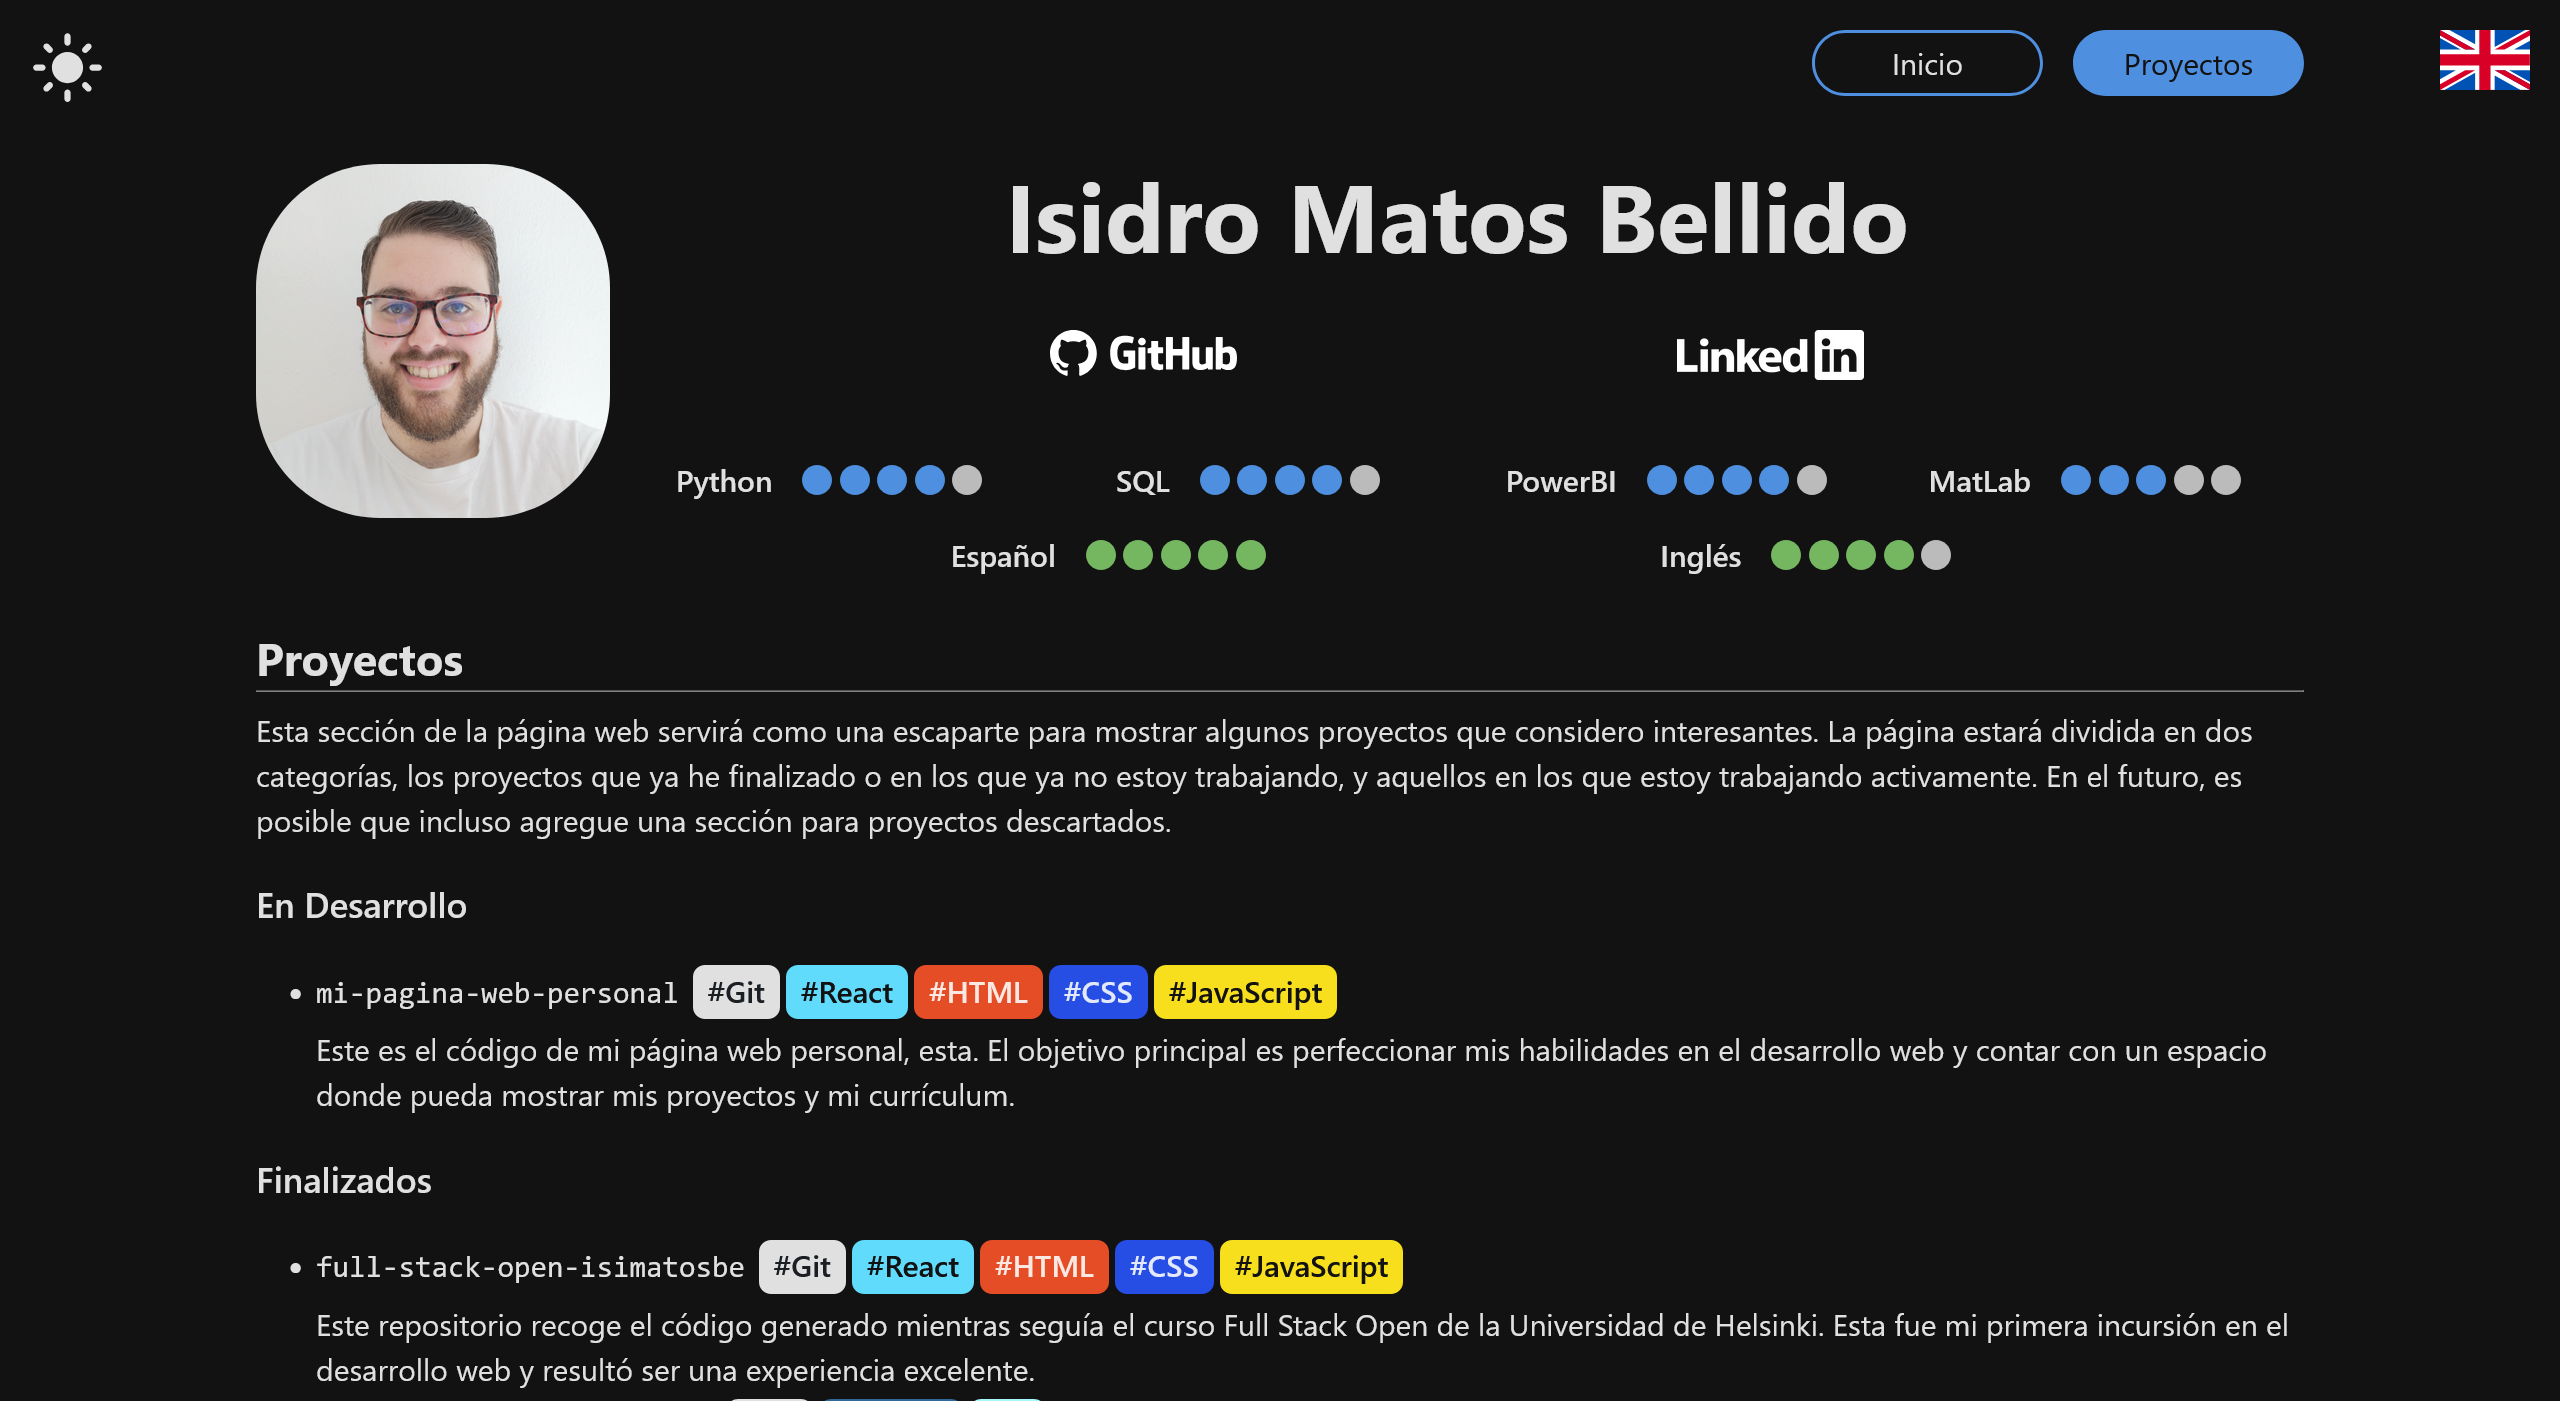 Inicio
Proyectos
Isidro Matos Bellido
GitHub
Linkedin
Python
SQL
PowerBI
MatLab
Español
Inglés
Proyectos
Esta sección de la página web servirá como una escaparte para mostrar algunos proyectos que considero interesantes. La página estará dividida en dos
categorías, los proyectos que ya he finalizado o en los que ya no estoy trabajando, y aquellos en los que estoy trabajando activamente. En el futuro, es
posible que incluso agregue una sección para proyectos descartados.
En Desarrollo
mi-pagina-web-personal #Git #React #HTML #CSS #JavaScript
Este es el código de mi página web personal, esta. El objetivo principal es perfeccionar mis habilidades en el desarrollo web y contar con un espacio
donde pueda mostrar mis proyectos y mi currículum.
Finalizados
full-stack-open-isimatosbe #Git #React #HTML #CSS #JavaScript
Este repositorio recoge el código generado mientras seguía el curso Full Stack Open de la Universidad de Helsinki. Esta fue mi primera incursión en el
desarrollo web y resultó ser una experiencia excelente.